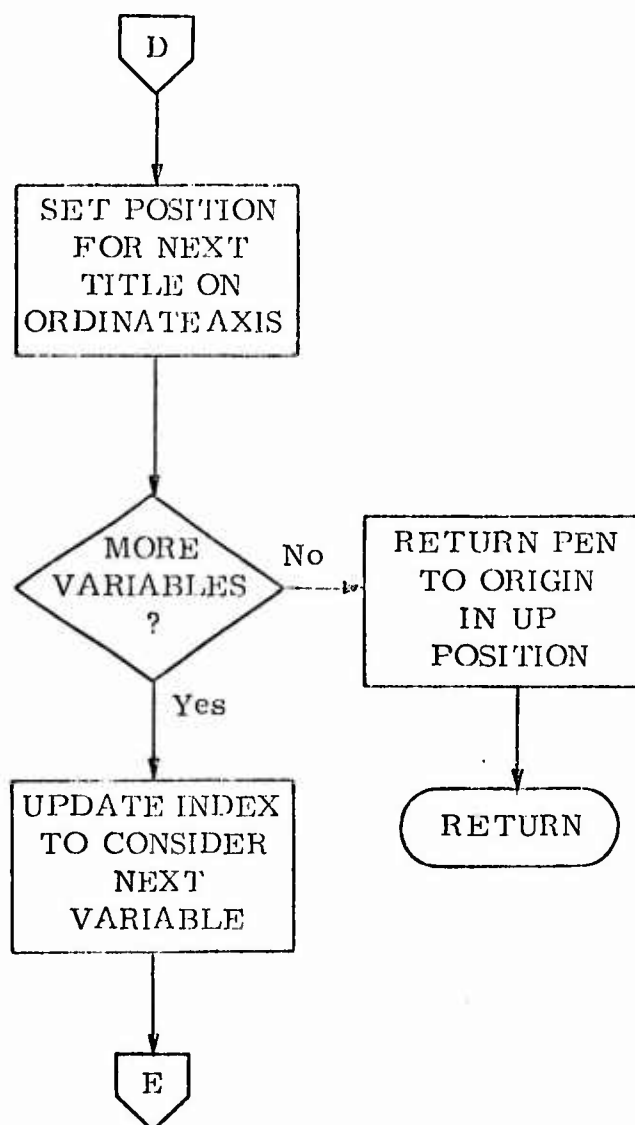 D
SET POSITION
FOR NEXT
TITLE ON
ORDINATE AXIS
MORE
VARIABLES
?
No
RETURN PEN
TO ORIGIN
IN UP
POSITION
Yes
UPDATE INDEX
TO CONSIDER
NEXT
VARIABLE
RETURN
E